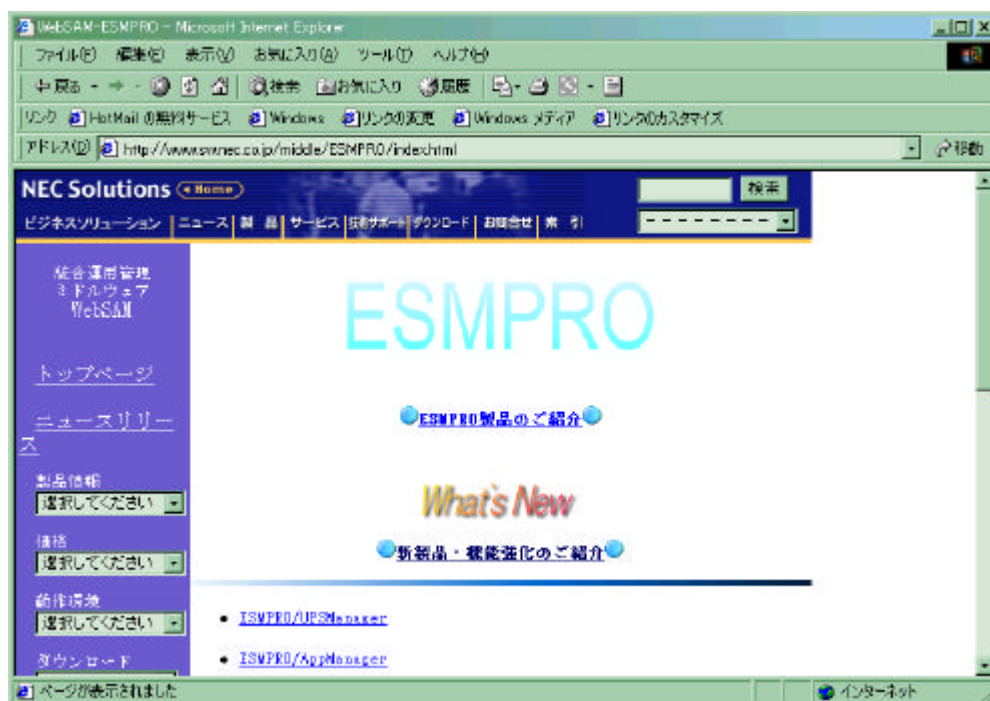 WebSAM-ESMPRO - Microsoft Internet Explorer
ファイル(F) 編集(E) 表示(V) お気に入り(A) ツール(T) ヘルプ(H)
戻る 検索 お気に入り 履歴
リンク HotMail の無料サービス Windows リンクの変更 Windows メディア リンクのカスタマイズ
アドレス(D) http://www.sw.nec.co.jp/middle/ESMPRO/index.html 移動
NEC Solutions Home 検索
ビジネスソリューション ニュース 製 品 サービス 技術サポート ダウンロード お問合せ 索 引
統合運用管理
ミドルウェア
WebSAM
ESMPRO
トップページ
ESMPRO製品のご紹介
ニュースリリー
ス
製品情報
選択してください
What's New
新製品・機能強化のご紹介
価格
選択してください
動作環境
選択してください
ESMPRO/UPSManager
ダウンロード
ESMPRO/AppManager
ページが表示されました インターネット